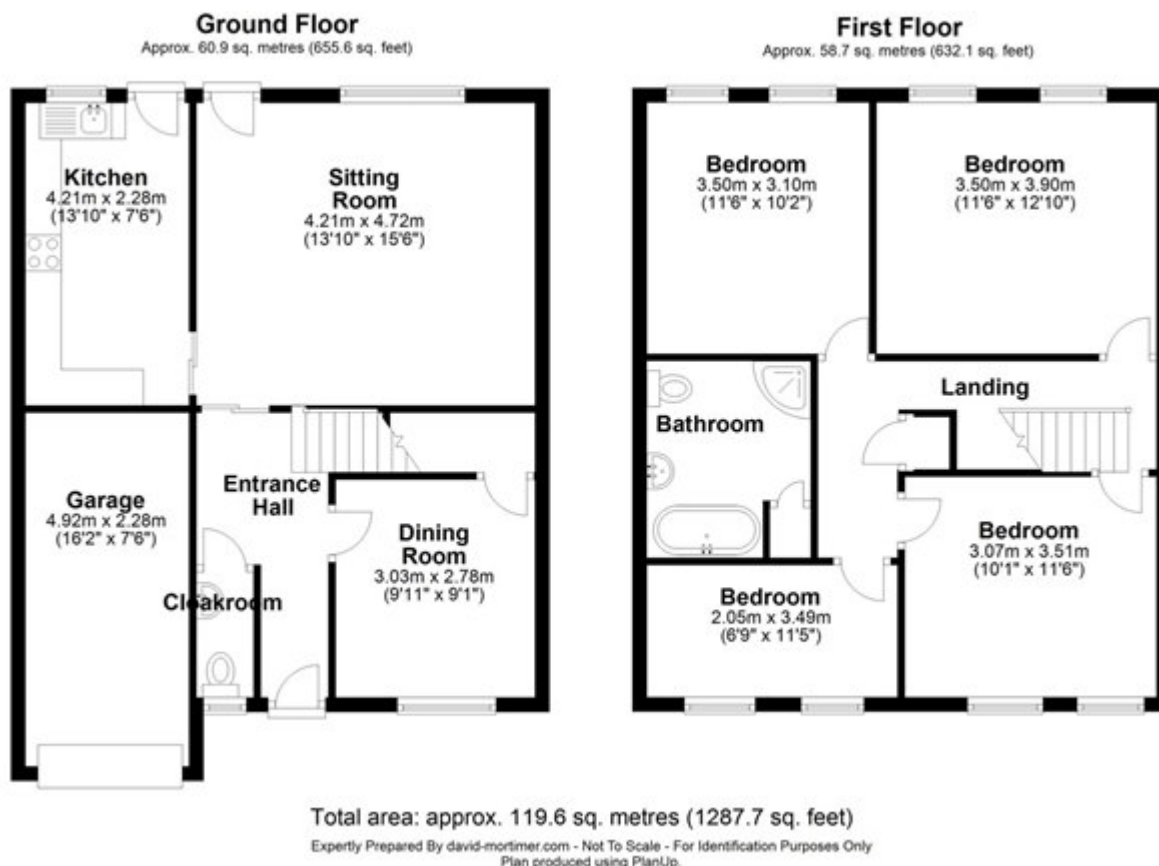 Ground Floor
Approx. 60.9 sq. metres (655.6 sq. feet)
Kitchen
4.21m x 2.28m
(13'10" x 7'6")
Sitting
Room
4.21m x 4.72m
(13'10" x 15'6")
Garage
4.92m x 2.28m
(16'2" x 7'6")
Entrance
Hall
Dining
Room
3.03m x 2.78m
(9'11" x 9'1")
Cloakroom
First Floor
Approx. 58.7 sq. metres (632.1 sq. feet)
Bedroom
3.50m x 3.10m
(11'6" x 10'2")
Bedroom
3.50m x 3.90m
(11'6" x 12'10")
Landing
Bathroom
Bedroom
3.07m x 3.51m
(10'1" x 11'6")
Bedroom
2.05m x 3.49m
(6'9" x 11'5")
Total area: approx. 119.6 sq. metres (1287.7 sq. feet)
Expertly Prepared By david-mortimer.com - Not To Scale - For Identification Purposes Only
Plan produced using PlanUp.